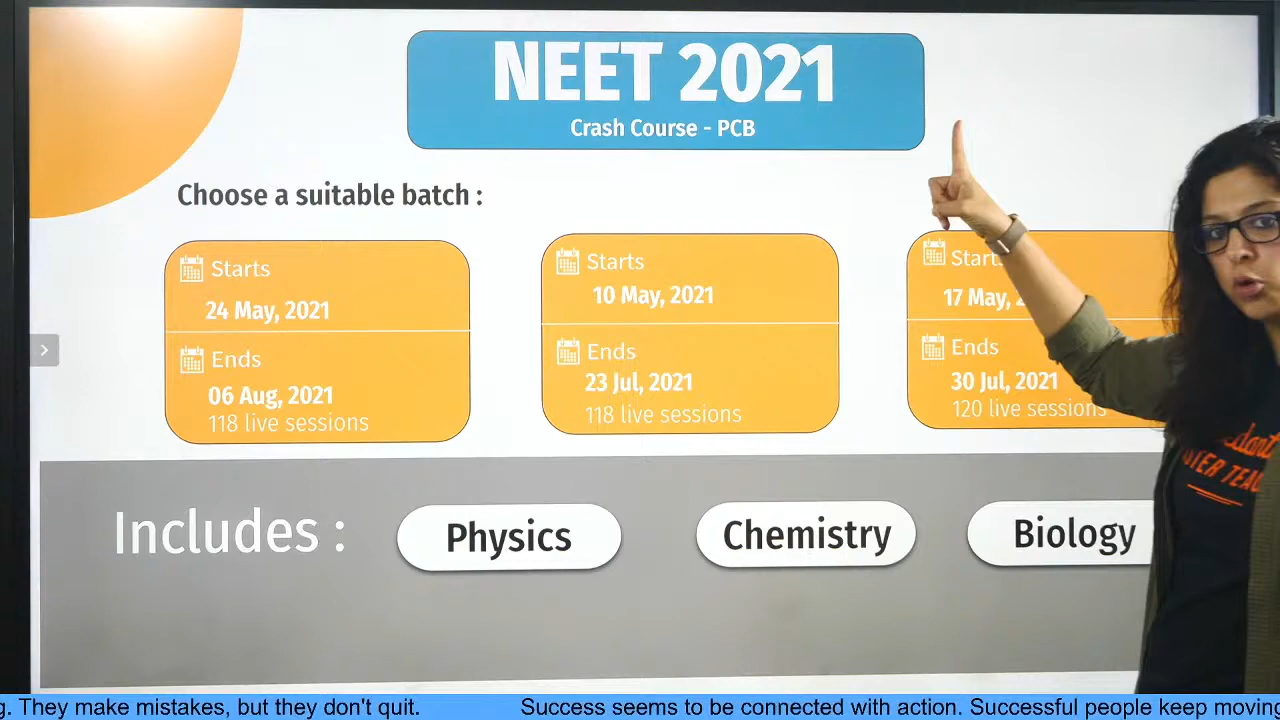 NEET 2021
Crash Course - PCB
Choose a suitable batch :
Starts
24 May, 2021
Ends
06 Aug, 2021
118 live sessions
Starts
10 May, 2021
Ends
23 Jul, 2021
118 live sessions
Starts
17 May,
Ends
30 Jul, 2021
120 live sessions
Includes :
Physics
Chemistry
Biology
They make mistakes, but they don't quit. Success seems to be connected with action. Successful people keep moving